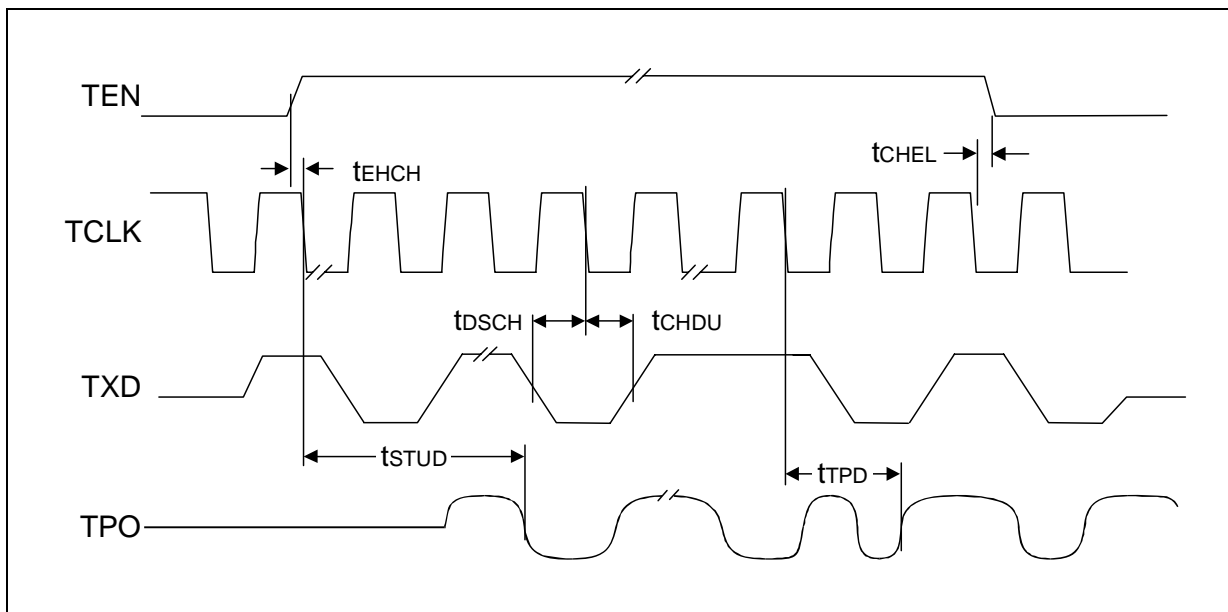 TEN
tCHEL
tEHCH
TCLK
tDSCH
tCHDU
TXD
tSTUD
tTPD
TPO